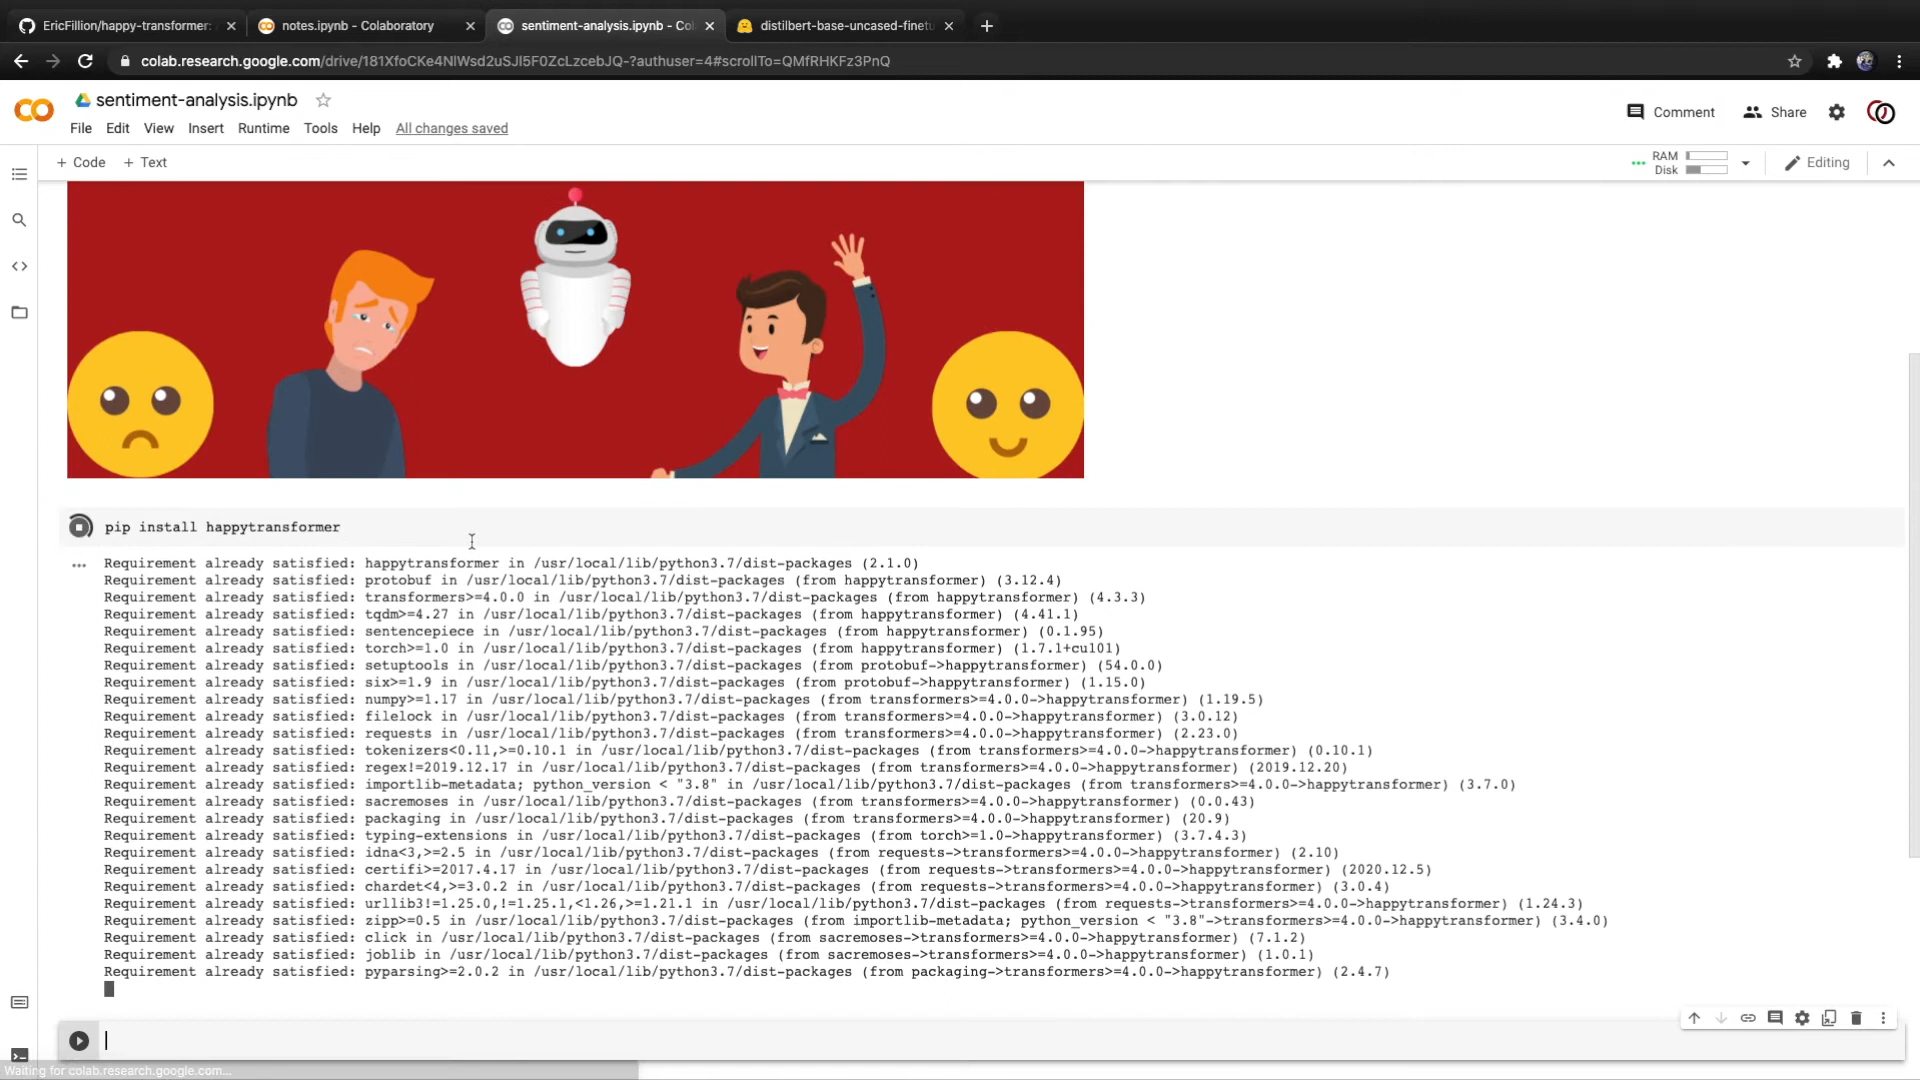 EricFillion/happy-transformer:
notes.ipynb - Colaboratory
sentiment-analysis.ipynb - Co
distilbert-base-uncased-finetu
colab.research.google.com/drive/181XfoCKe4NlWsd2uSJl5F0ZcLzcebJQ-?authuser=4#scrollTo=QMfRHKFz3PnQ
sentiment-analysis.ipynb
Comment
Share
File
Edit
View
Insert
Runtime
Tools
Help
All changes saved
+ Code
+ Text
RAM
Disk
Editing
pip install happytransformer
Requirement already satisfied: happytransformer in /usr/local/lib/python3.7/dist-packages (2.1.0)
Requirement already satisfied: protobuf in /usr/local/lib/python3.7/dist-packages (from happytransformer) (3.12.4)
Requirement already satisfied: transformers>=4.0.0 in /usr/local/lib/python3.7/dist-packages (from happytransformer) (4.3.3)
Requirement already satisfied: tqdm>=4.27 in /usr/local/lib/python3.7/dist-packages (from happytransformer) (4.41.1)
Requirement already satisfied: sentencepiece in /usr/local/lib/python3.7/dist-packages (from happytransformer) (0.1.95)
Requirement already satisfied: torch>=1.0 in /usr/local/lib/python3.7/dist-packages (from happytransformer) (1.7.1+cu101)
Requirement already satisfied: setuptools in /usr/local/lib/python3.7/dist-packages (from protobuf->happytransformer) (54.0.0)
Requirement already satisfied: six>=1.9 in /usr/local/lib/python3.7/dist-packages (from protobuf->happytransformer) (1.15.0)
Requirement already satisfied: numpy>=1.17 in /usr/local/lib/python3.7/dist-packages (from transformers>=4.0.0->happytransformer) (1.19.5)
Requirement already satisfied: filelock in /usr/local/lib/python3.7/dist-packages (from transformers>=4.0.0->happytransformer) (3.0.12)
Requirement already satisfied: requests in /usr/local/lib/python3.7/dist-packages (from transformers>=4.0.0->happytransformer) (2.23.0)
Requirement already satisfied: tokenizers<0.11,>=0.10.1 in /usr/local/lib/python3.7/dist-packages (from transformers>=4.0.0->happytransformer) (0.10.1)
Requirement already satisfied: regex!=2019.12.17 in /usr/local/lib/python3.7/dist-packages (from transformers>=4.0.0->happytransformer) (2019.12.20)
Requirement already satisfied: importlib-metadata; python_version < "3.8" in /usr/local/lib/python3.7/dist-packages (from transformers>=4.0.0->happytransformer) (3.7.0)
Requirement already satisfied: sacremoses in /usr/local/lib/python3.7/dist-packages (from transformers>=4.0.0->happytransformer) (0.0.43)
Requirement already satisfied: packaging in /usr/local/lib/python3.7/dist-packages (from transformers>=4.0.0->happytransformer) (20.9)
Requirement already satisfied: typing-extensions in /usr/local/lib/python3.7/dist-packages (from torch>=1.0->happytransformer) (3.7.4.3)
Requirement already satisfied: idna<3,>=2.5 in /usr/local/lib/python3.7/dist-packages (from requests->transformers>=4.0.0->happytransformer) (2.10)
Requirement already satisfied: certifi>=2017.4.17 in /usr/local/lib/python3.7/dist-packages (from requests->transformers>=4.0.0->happytransformer) (2020.12.5)
Requirement already satisfied: chardet<4,>=3.0.2 in /usr/local/lib/python3.7/dist-packages (from requests->transformers>=4.0.0->happytransformer) (3.0.4)
Requirement already satisfied: urllib3!=1.25.0,!=1.25.1,<1.26,>=1.21.1 in /usr/local/lib/python3.7/dist-packages (from requests->transformers>=4.0.0->happytransformer) (1.24.3)
Requirement already satisfied: zipp>=0.5 in /usr/local/lib/python3.7/dist-packages (from importlib-metadata; python_version < "3.8"->transformers>=4.0.0->happytransformer) (3.4.0)
Requirement already satisfied: click in /usr/local/lib/python3.7/dist-packages (from sacremoses->transformers>=4.0.0->happytransformer) (7.1.2)
Requirement already satisfied: joblib in /usr/local/lib/python3.7/dist-packages (from sacremoses->transformers>=4.0.0->happytransformer) (1.0.1)
Requirement already satisfied: pyparsing>=2.0.2 in /usr/local/lib/python3.7/dist-packages (from packaging->transformers>=4.0.0->happytransformer) (2.4.7)
Waiting for colab.research.google.com...